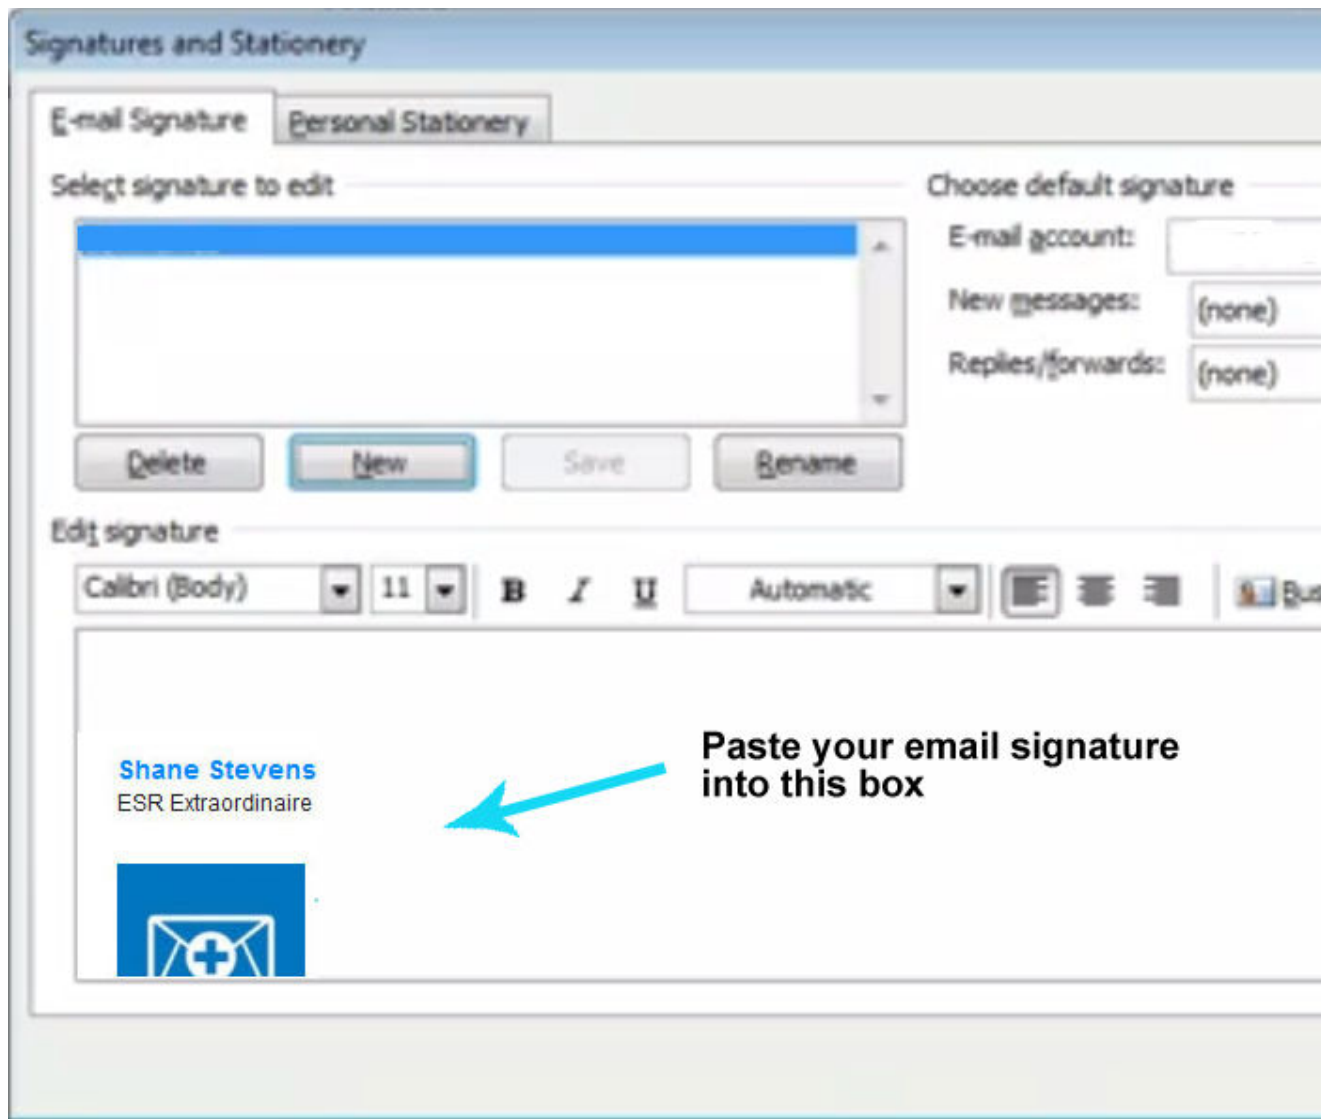 Signatures and Stationery
E-mail Signature
Personal Stationery
Select signature to edit
Choose default signature
E-mail account:
New messages: (none)
Replies/forwards: (none)
Delete New Save Rename
Edit signature
Calibri (Body) 11 B I U Automatic
Paste your email signature
into this box
Shane Stevens
ESR Extraordinaire